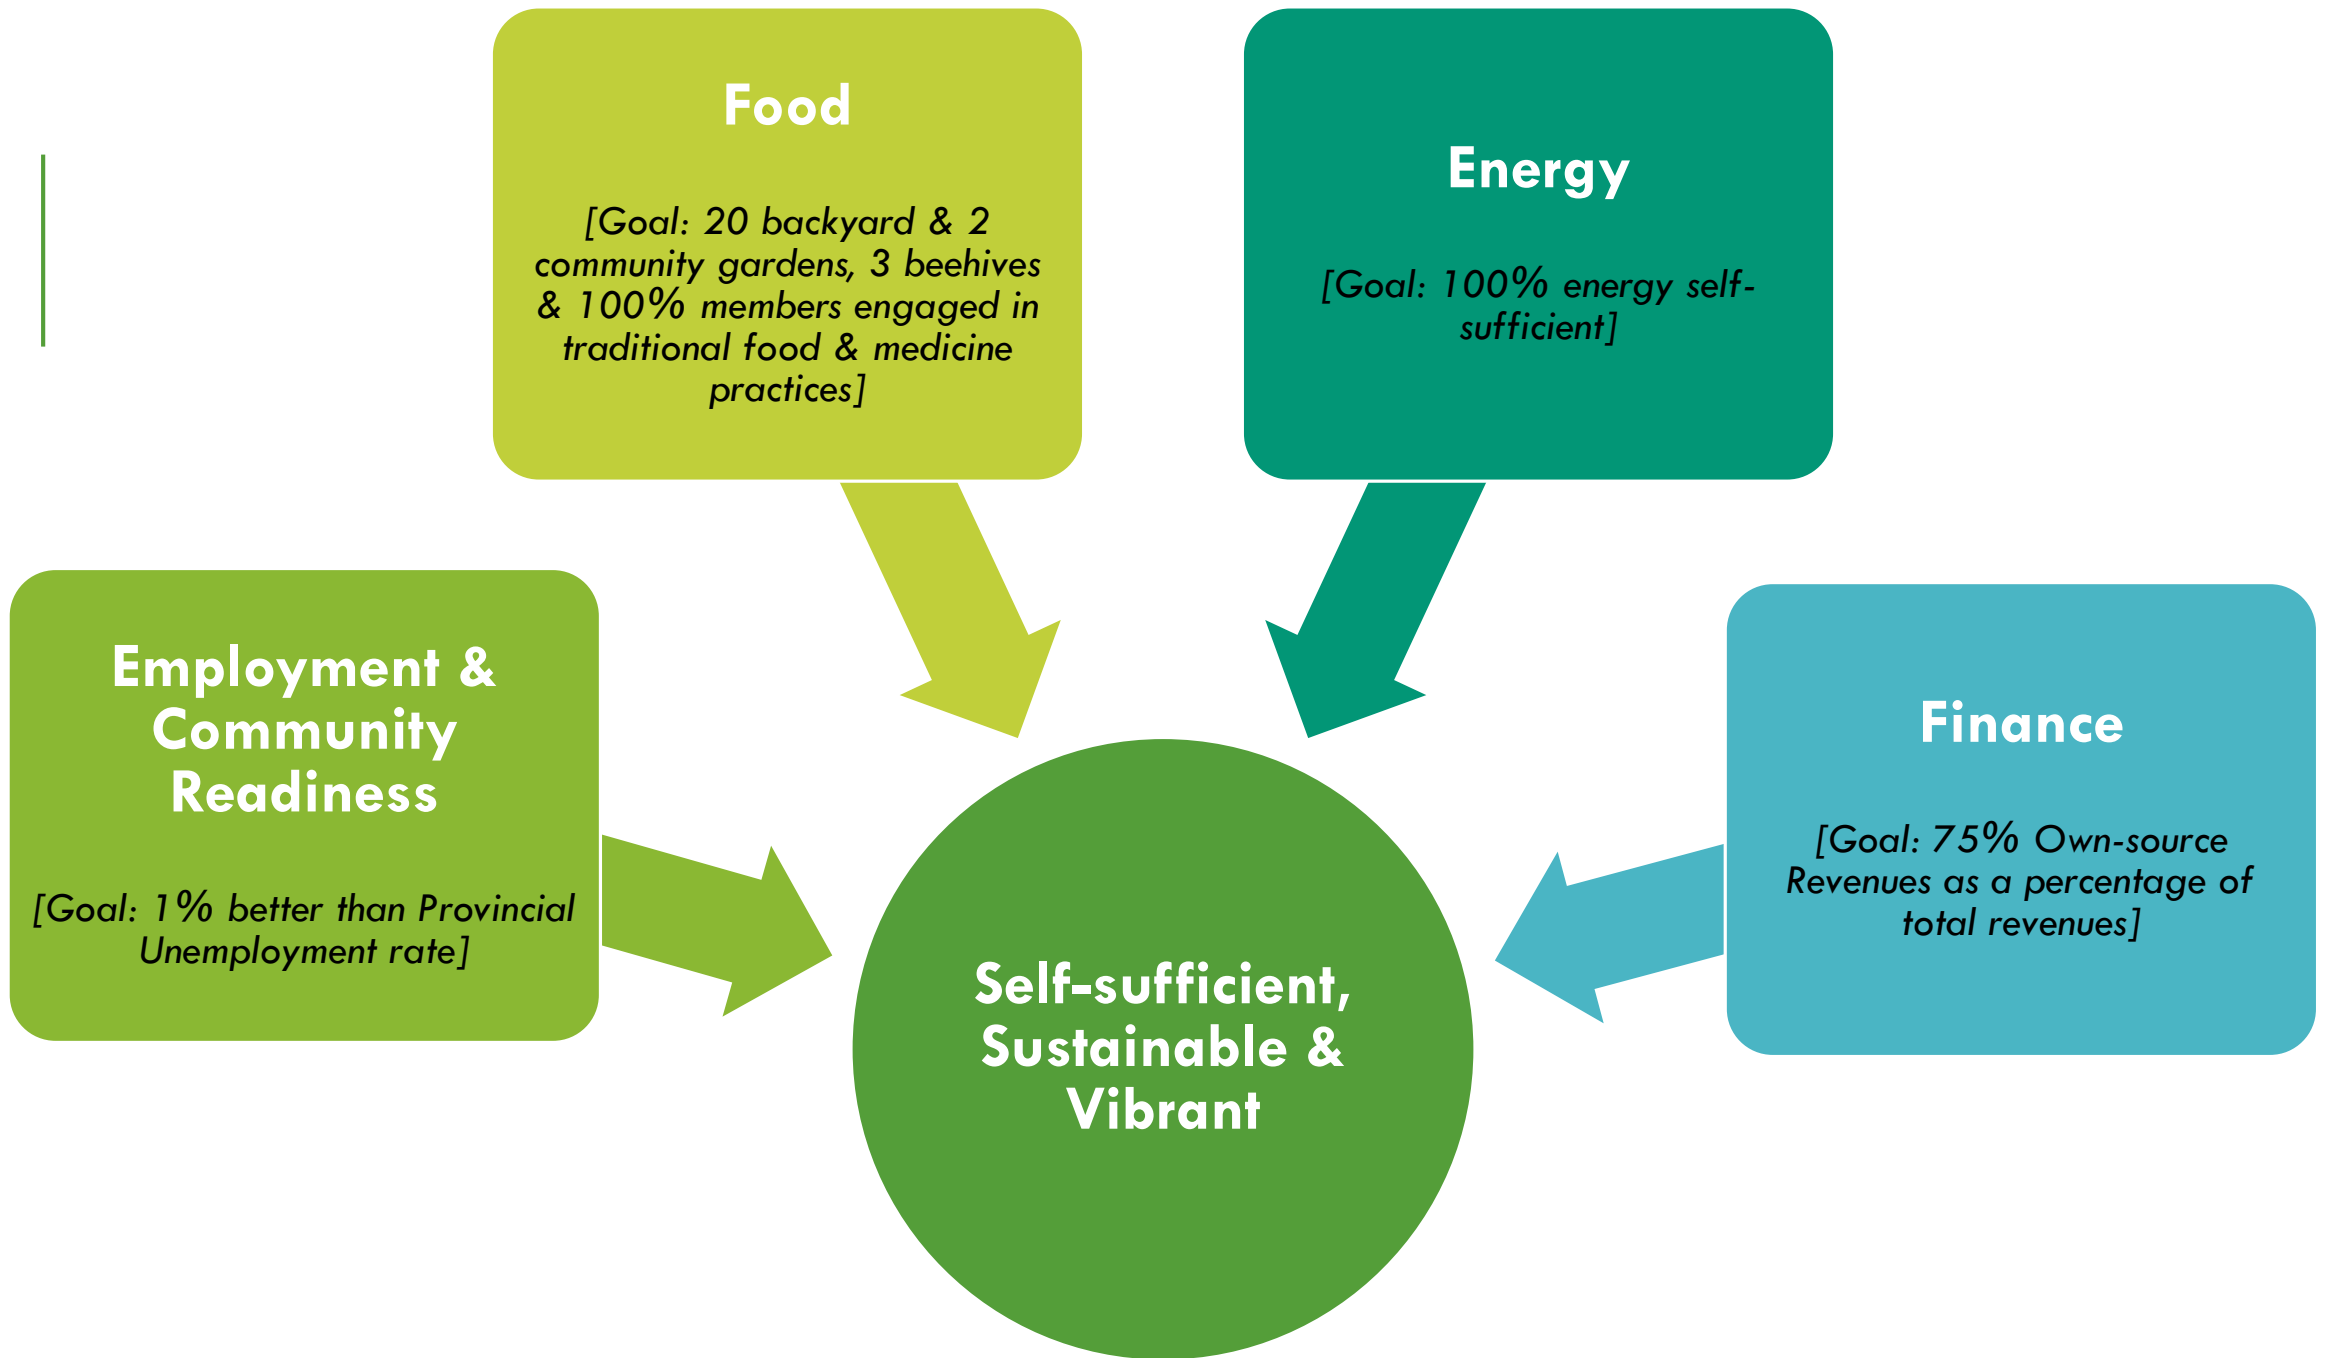 Food
[Goal: 20 backyard & 2
community gardens, 3 beehives
& 100% members engaged in
traditional food & medicine
practices]
Energy
[Goal: 100% energy self-
sufficient]
Employment &
Community
Readiness
[Goal: 1% better than Provincial
Unemployment rate]
Finance
[Goal: 75% Own-source
Revenues as a percentage of
total revenues]
Self-sufficient,
Sustainable &
Vibrant